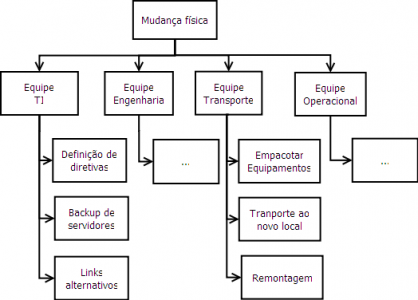 Mudança física
Equipe
TI
Equipe
Engenharia
Equipe
Transporte
Equipe
Operacional
Definição de
diretivas
...
Empacotar
Equipamentos
...
Backup de
servidores
Tranporte ao
novo local
Links
alternativos
Remontagem